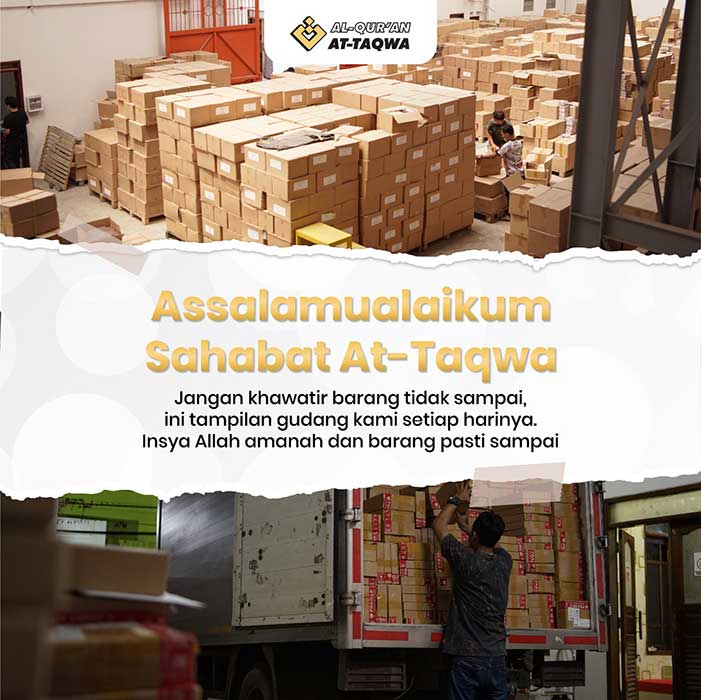 AL-QUR'AN
AT-TAQWA
Assalamualaikum
Sahabat At-Taqwa
Jangan khawatir barang tidak sampai,
ini tampilan gudang kami setiap harinya.
Insya Allah amanah dan barang pasti sampai